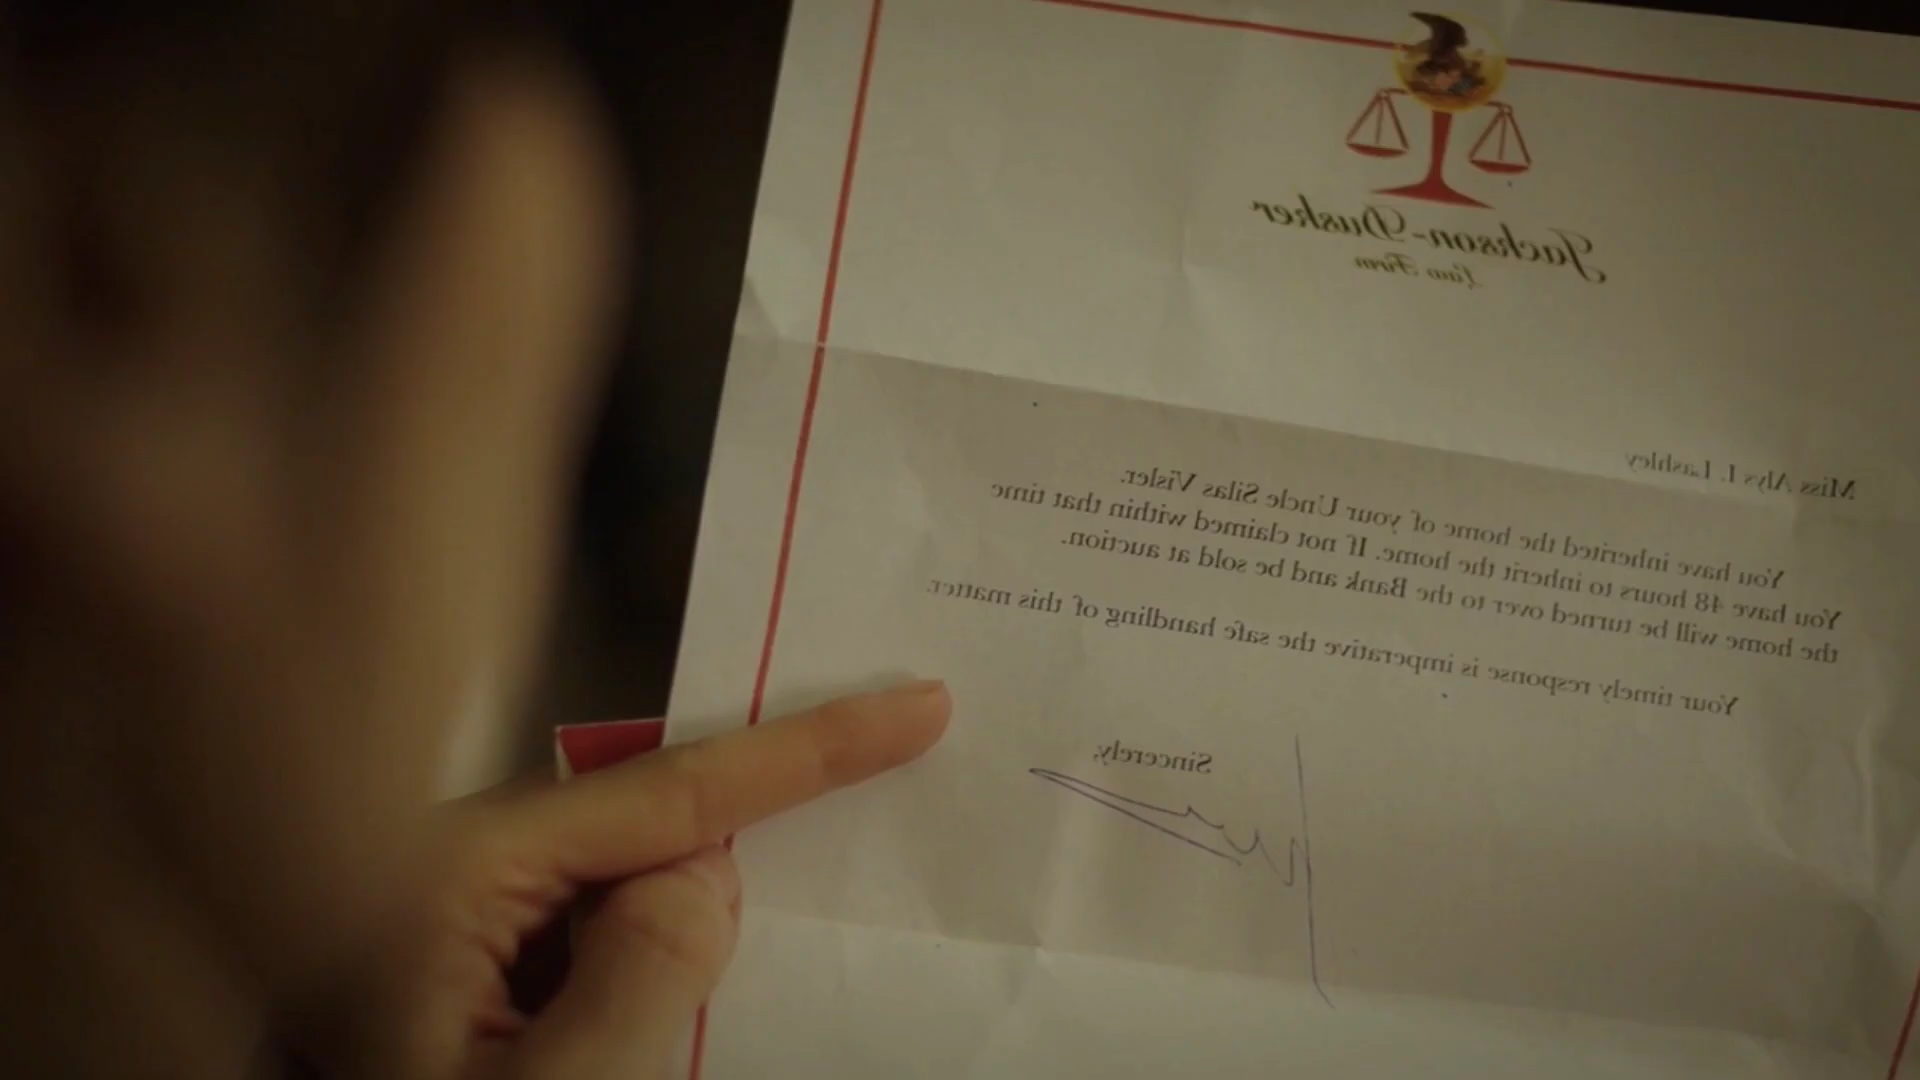 Jackson-Dusker
Law Firm
Miss Alys I. Lashley
You have inherited the home of your Uncle Silas Visler.
You have 48 hours to inherit the home. If not claimed within that time
the home will be turned over to the Bank and be sold at auction.
Your timely response is imperative the safe handling of this matter.
Sincerely,